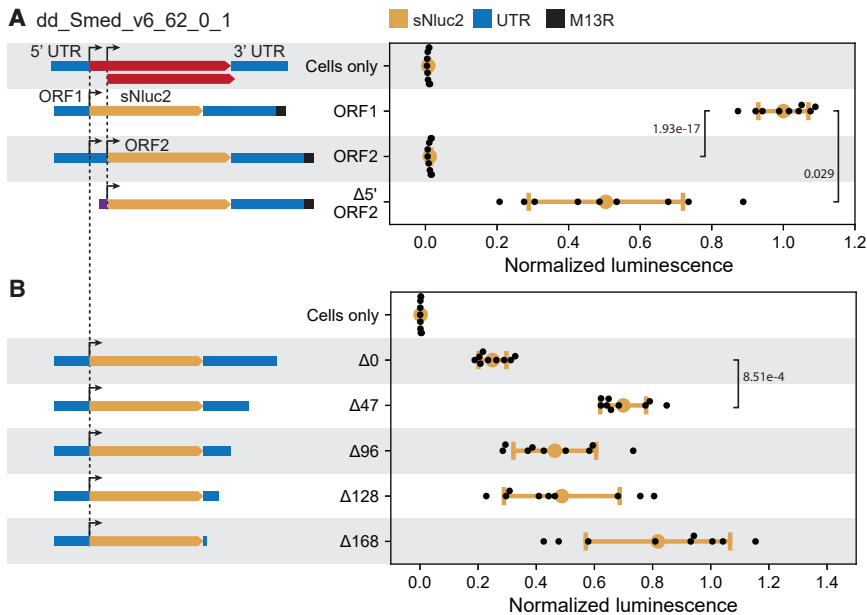 A dd_Smed_v6_62_0_1
sNluc2 UTR M13R
5’ UTR 3’ UTR
Cells only
ORF1 sNluc2
ORF1
1.93e-17
ORF2
ORF2
0.029
Δ5'
ORF2
0.0 0.2 0.4 0.6 0.8 1.0 1.2
Normalized luminescence
B
Cells only
Δ0
8.51e-4
Δ47
Δ96
Δ128
Δ168
0.0 0.2 0.4 0.6 0.8 1.0 1.2 1.4
Normalized luminescence